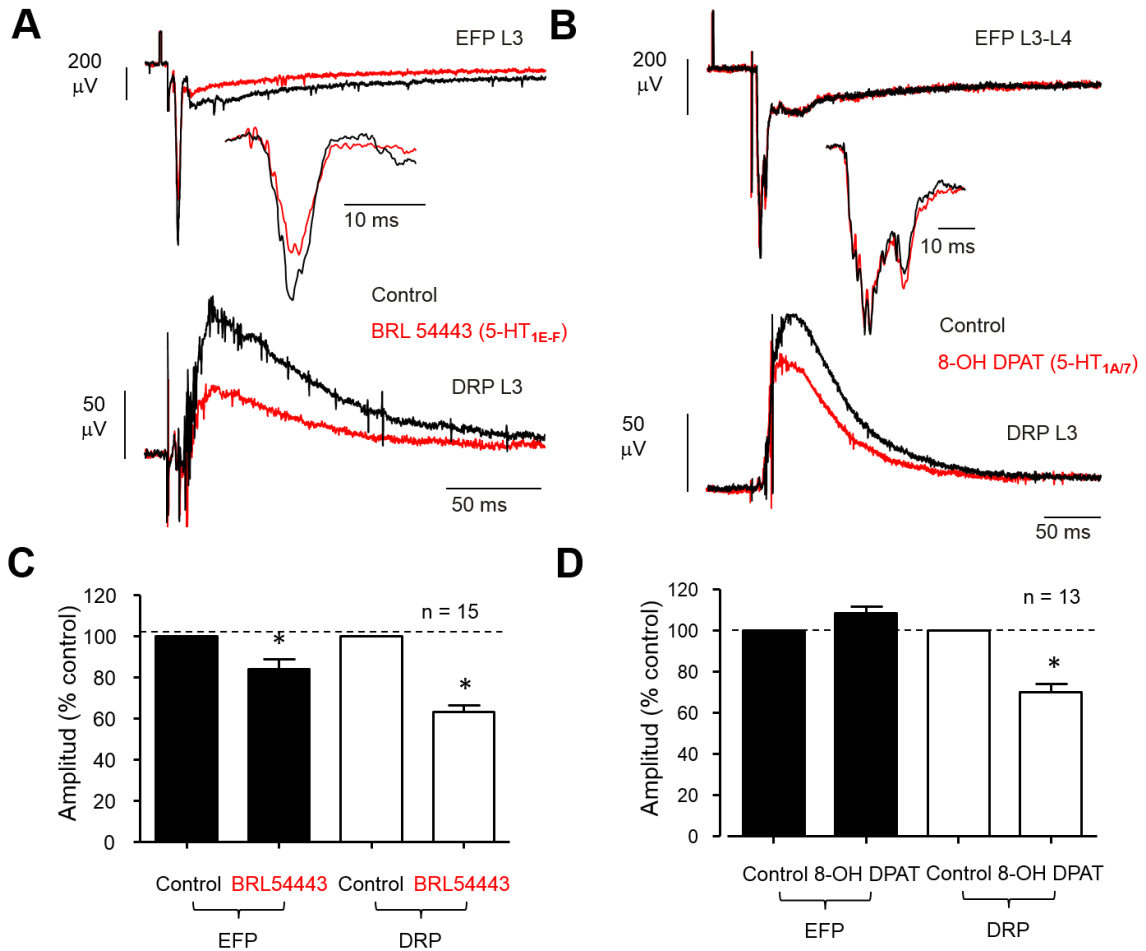 A
EFP L3
200
µV
10 ms
Control
BRL 54443 (5-HT1E-F)
DRP L3
50
µV
50 ms
B
EFP L3-L4
200
µV
10 ms
Control
8-OH DPAT (5-HT1A/7)
DRP L3
50
µV
50 ms
C
Amplitud (% control)
120
100
80
60
40
20
0
n = 15
*
*
Control BRL54443 Control BRL54443
EFP DRP
D
Amplitud (% control)
120
100
80
60
40
20
0
n = 13
*
Control 8-OH DPAT Control 8-OH DPAT
EFP DRP